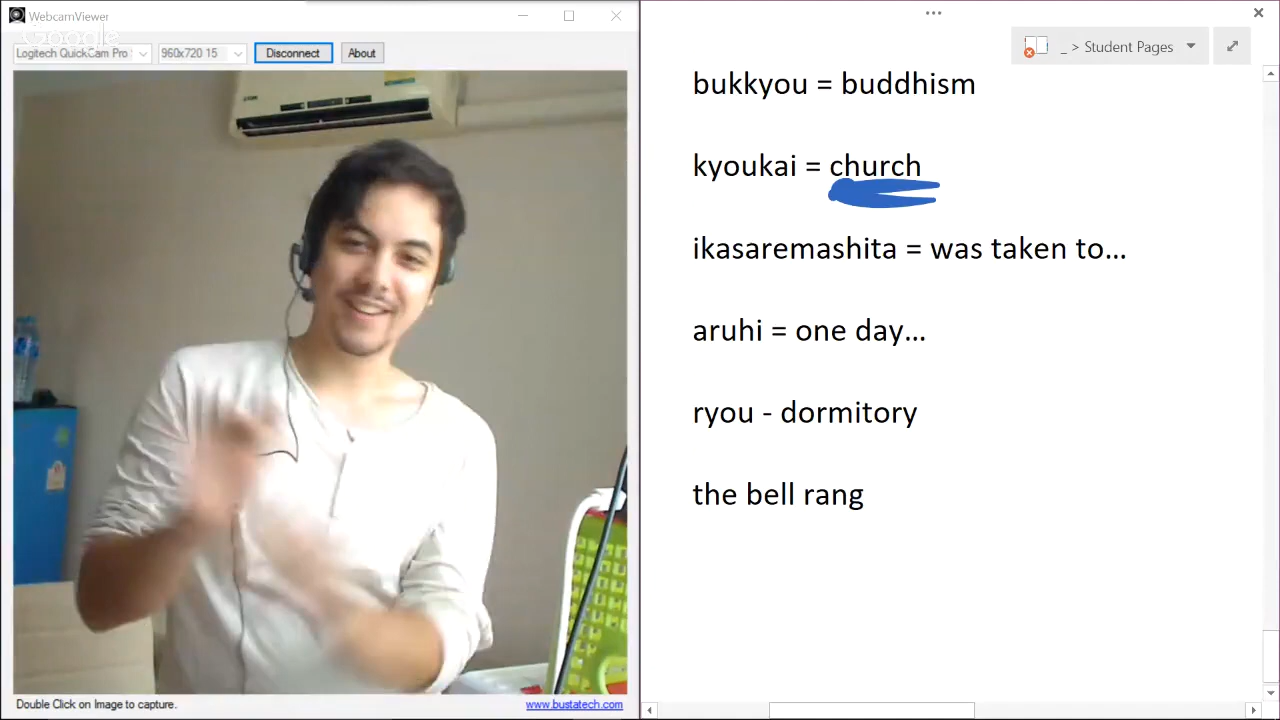 WebcamViewer
Google
Logitech QuickCam Pro
960x720 15
Disconnect
About
Double Click on Image to capture.
www.bustatech.com
_ > Student Pages
bukkyou = buddhism
kyoukai = church
ikasaremashita = was taken to...
aruhi = one day...
ryou - dormitory
the bell rang